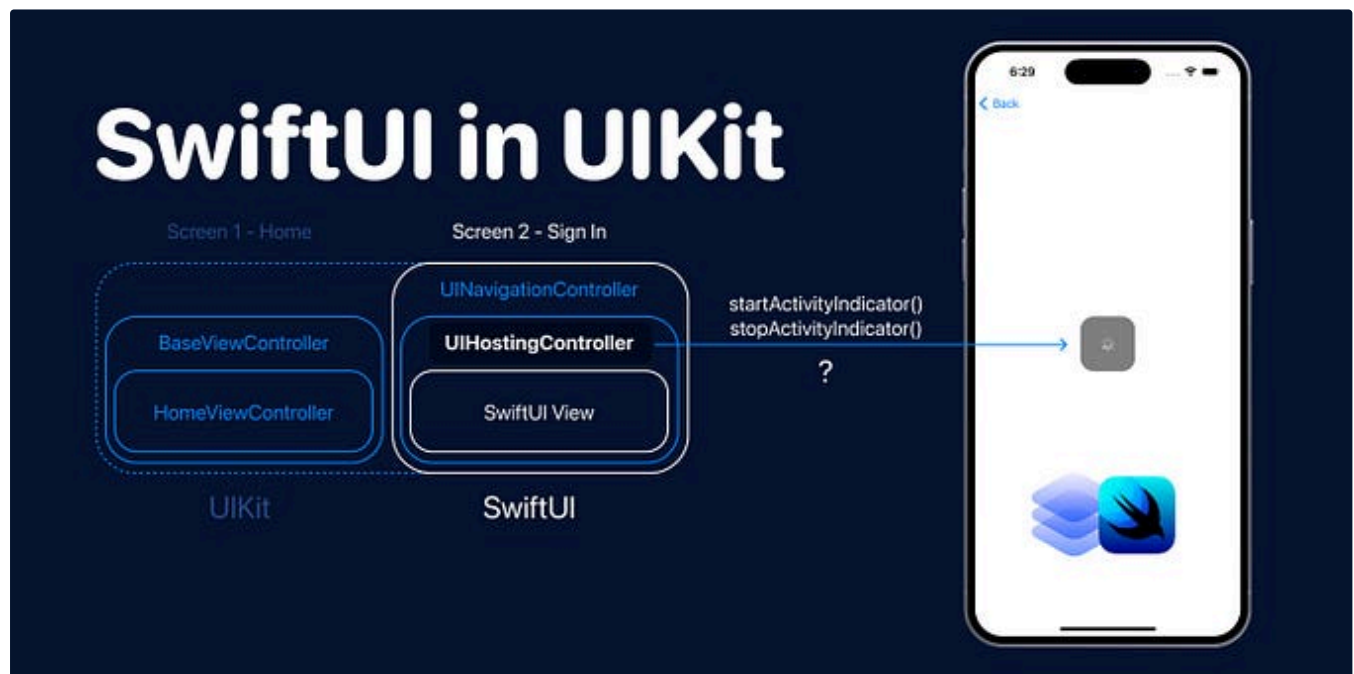 SwiftUI in UIKit
Screen 1 - Home
Screen 2 - Sign In
UINavigationController
BaseViewController
UIHostingController
HomeViewController
SwiftUI View
UIKit
SwiftUI
startActivityIndicator()
stopActivityIndicator()
?
6:29
Back